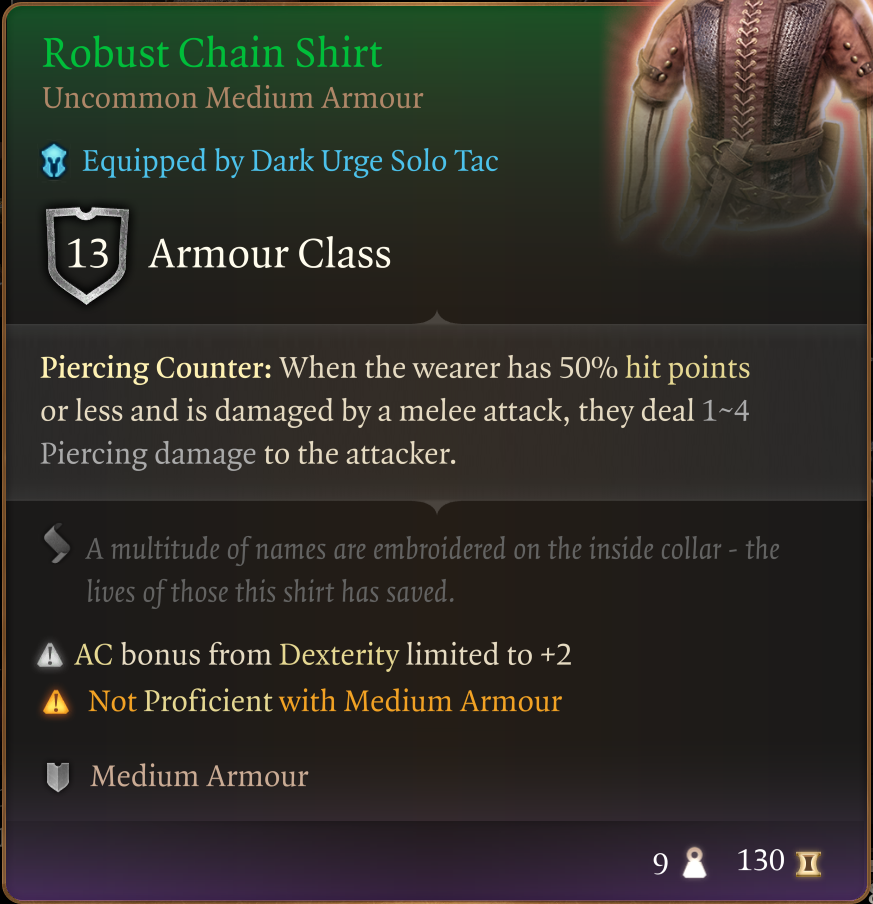 Robust Chain Shirt
Uncommon Medium Armour
Equipped by Dark Urge Solo Tac
13 Armour Class
Piercing Counter: When the wearer has 50% hit points
or less and is damaged by a melee attack, they deal 1~4
Piercing damage to the attacker.
A multitude of names are embroidered on the inside collar - the
lives of those this shirt has saved.
AC bonus from Dexterity limited to +2
Not Proficient with Medium Armour
Medium Armour
9 130